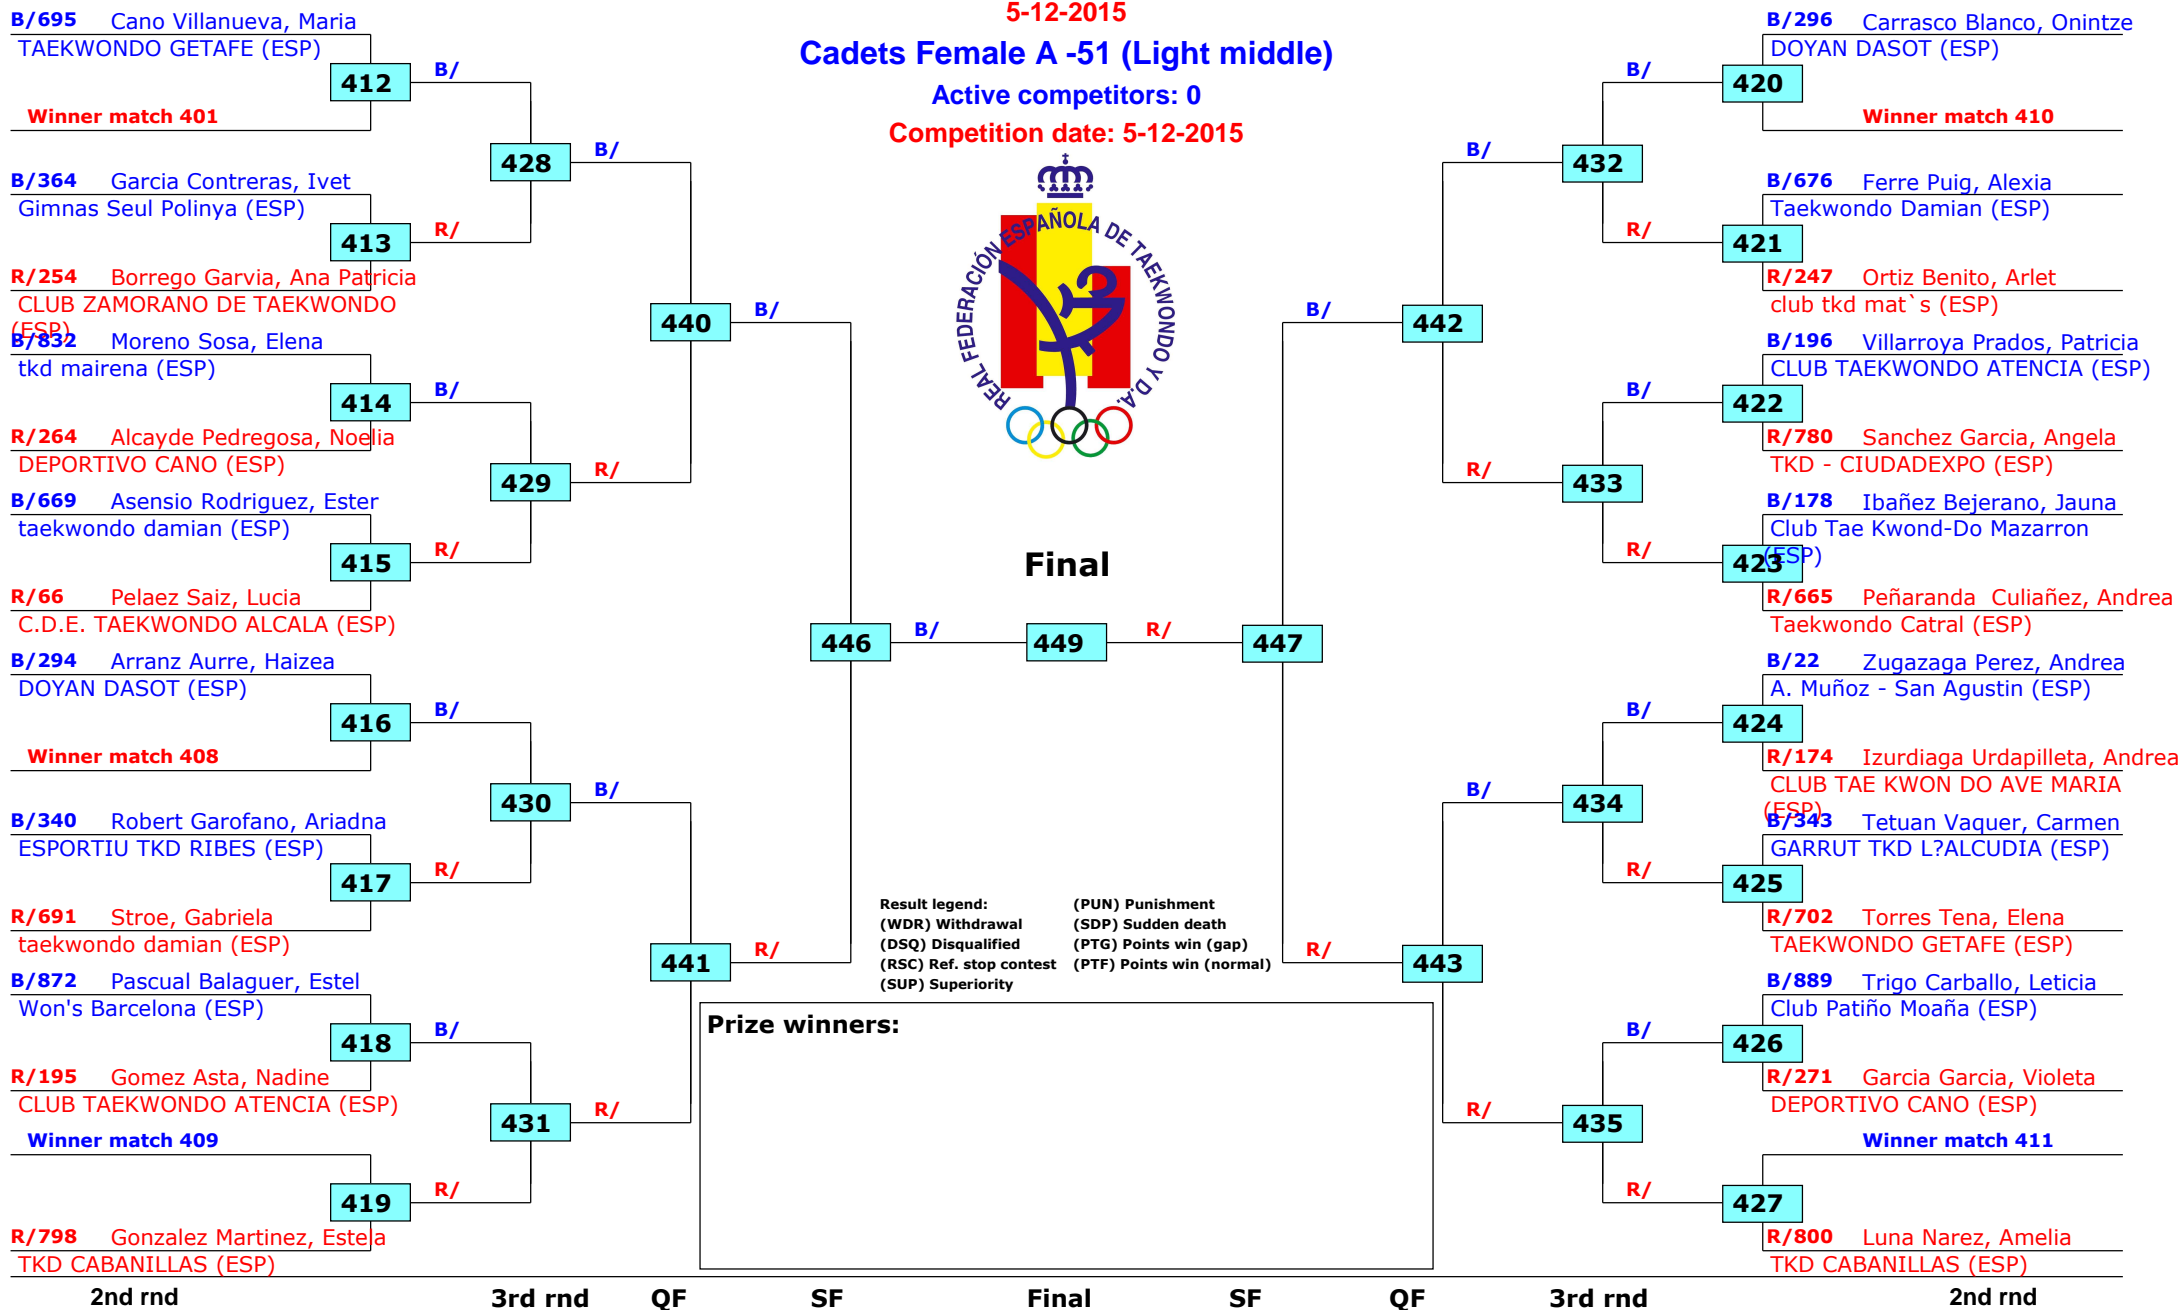 5-12-2015
Cadets Female A -51 (Light middle)
Active competitors: 0
Competition date: 5-12-2015
REAL FEDERACIÓN ESPAÑOLA DE TAEKWONDO Y D.A.
B/695 Cano Villanueva, Maria
TAEKWONDO GETAFE (ESP)
412
B/
Winner match 401
428
B/
B/364 Garcia Contreras, Ivet
Gimnas Seul Polinya (ESP)
413
R/
R/254 Borrego Garvia, Ana Patricia
CLUB ZAMORANO DE TAEKWONDO
(ESP)
440
B/
B/832 Moreno Sosa, Elena
tkd mairena (ESP)
414
B/
R/264 Alcayde Pedregosa, Noelia
DEPORTIVO CANO (ESP)
429
R/
B/669 Asensio Rodriguez, Ester
taekwondo damian (ESP)
415
R/
R/66 Pelaez Saiz, Lucia
C.D.E. TAEKWONDO ALCALA (ESP)
446
B/
B/294 Arranz Aurre, Haizea
DOYAN DASOT (ESP)
416
B/
Winner match 408
430
B/
B/340 Robert Garofano, Ariadna
ESPORTIU TKD RIBES (ESP)
417
R/
R/691 Stroe, Gabriela
taekwondo damian (ESP)
441
R/
B/872 Pascual Balaguer, Estel
Won's Barcelona (ESP)
418
B/
R/195 Gomez Asta, Nadine
CLUB TAEKWONDO ATENCIA (ESP)
431
R/
Winner match 409
419
R/
R/798 Gonzalez Martinez, Estela
TKD CABANILLAS (ESP)
Final
449
R/
447
B/296 Carrasco Blanco, Onintze
DOYAN DASOT (ESP)
B/
420
Winner match 410
B/
432
B/676 Ferre Puig, Alexia
Taekwondo Damian (ESP)
R/
421
R/247 Ortiz Benito, Arlet
club tkd mat`s (ESP)
B/
442
B/196 Villarroya Prados, Patricia
CLUB TAEKWONDO ATENCIA (ESP)
B/
422
R/780 Sanchez Garcia, Angela
TKD - CIUDADEXPO (ESP)
R/
433
B/178 Ibañez Bejerano, Jauna
Club Tae Kwond-Do Mazarron
(ESP)
R/
423
R/665 Peñaranda  Culiañez, Andrea
Taekwondo Catral (ESP)
B/22 Zugazaga Perez, Andrea
A. Muñoz - San Agustin (ESP)
B/
424
R/174 Izurdiaga Urdapilleta, Andrea
CLUB TAE KWON DO AVE MARIA
(ESP)
B/
434
B/343 Tetuan Vaquer, Carmen
GARRUT TKD L?ALCUDIA (ESP)
R/
425
R/702 Torres Tena, Elena
TAEKWONDO GETAFE (ESP)
R/
443
B/889 Trigo Carballo, Leticia
Club Patiño Moaña (ESP)
B/
426
R/271 Garcia Garcia, Violeta
DEPORTIVO CANO (ESP)
R/
435
Winner match 411
R/
427
R/800 Luna Narez, Amelia
TKD CABANILLAS (ESP)
Result legend: (PUN) Punishment
(WDR) Withdrawal (SDP) Sudden death
(DSQ) Disqualified (PTG) Points win (gap)
(RSC) Ref. stop contest (PTF) Points win (normal)
(SUP) Superiority
Prize winners:
2nd rnd 3rd rnd QF SF Final SF QF 3rd rnd 2nd rnd